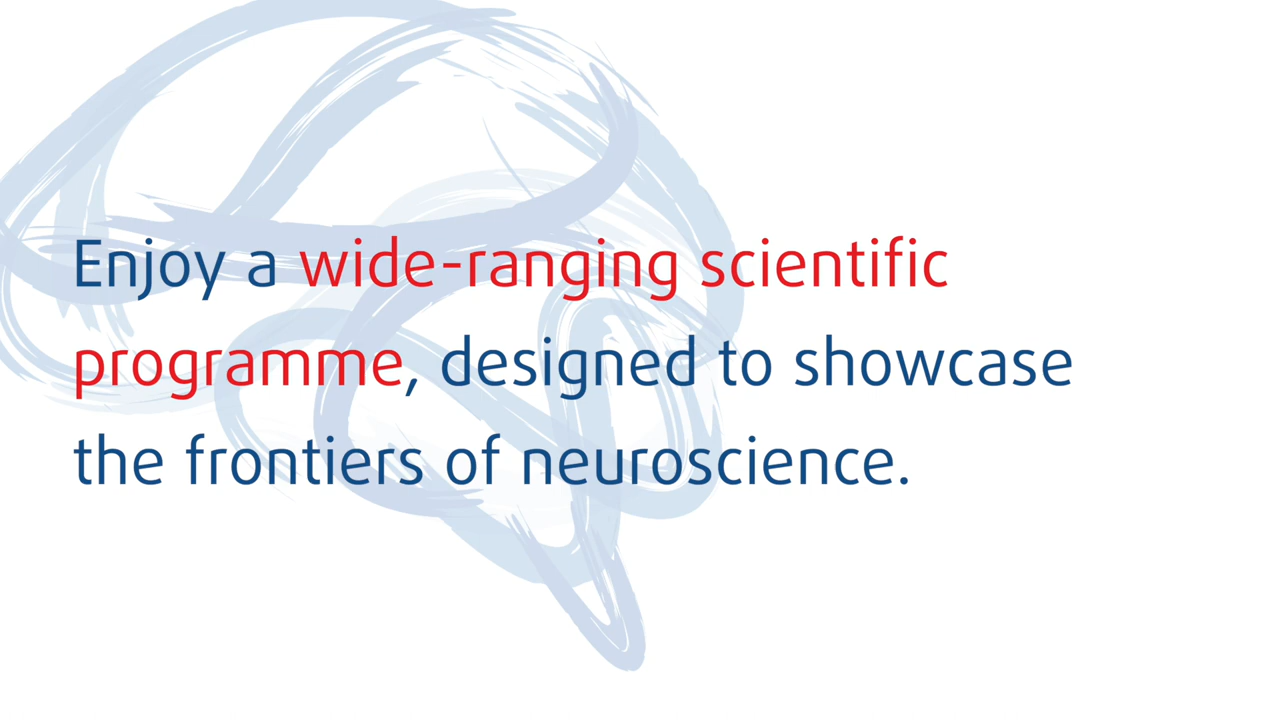 Enjoy a wide-ranging scientific
programme, designed to showcase
the frontiers of neuroscience.